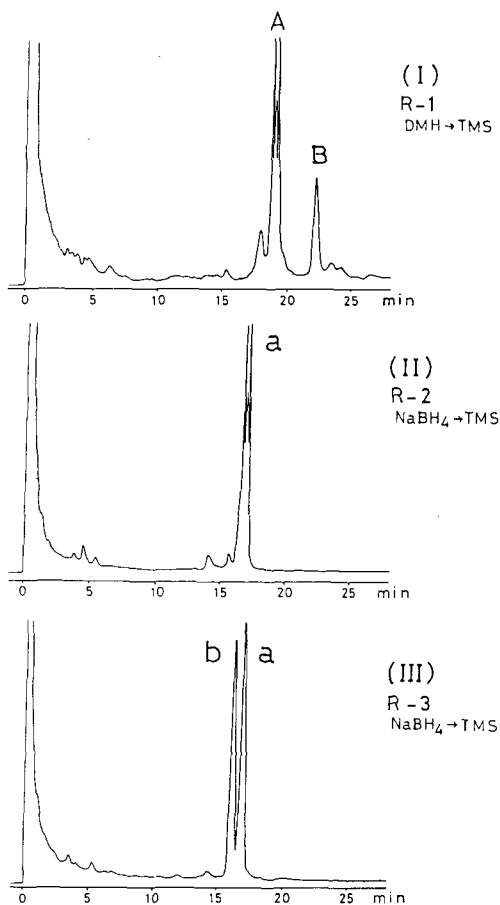 A
(I)
R-1
DMH→TMS
B
0 5 10 15 20 25 min
a
(II)
R-2
NaBH₄→TMS
0 5 10 15 20 25 min
b a
(III)
R-3
NaBH₄→TMS
0 5 10 15 20 25 min